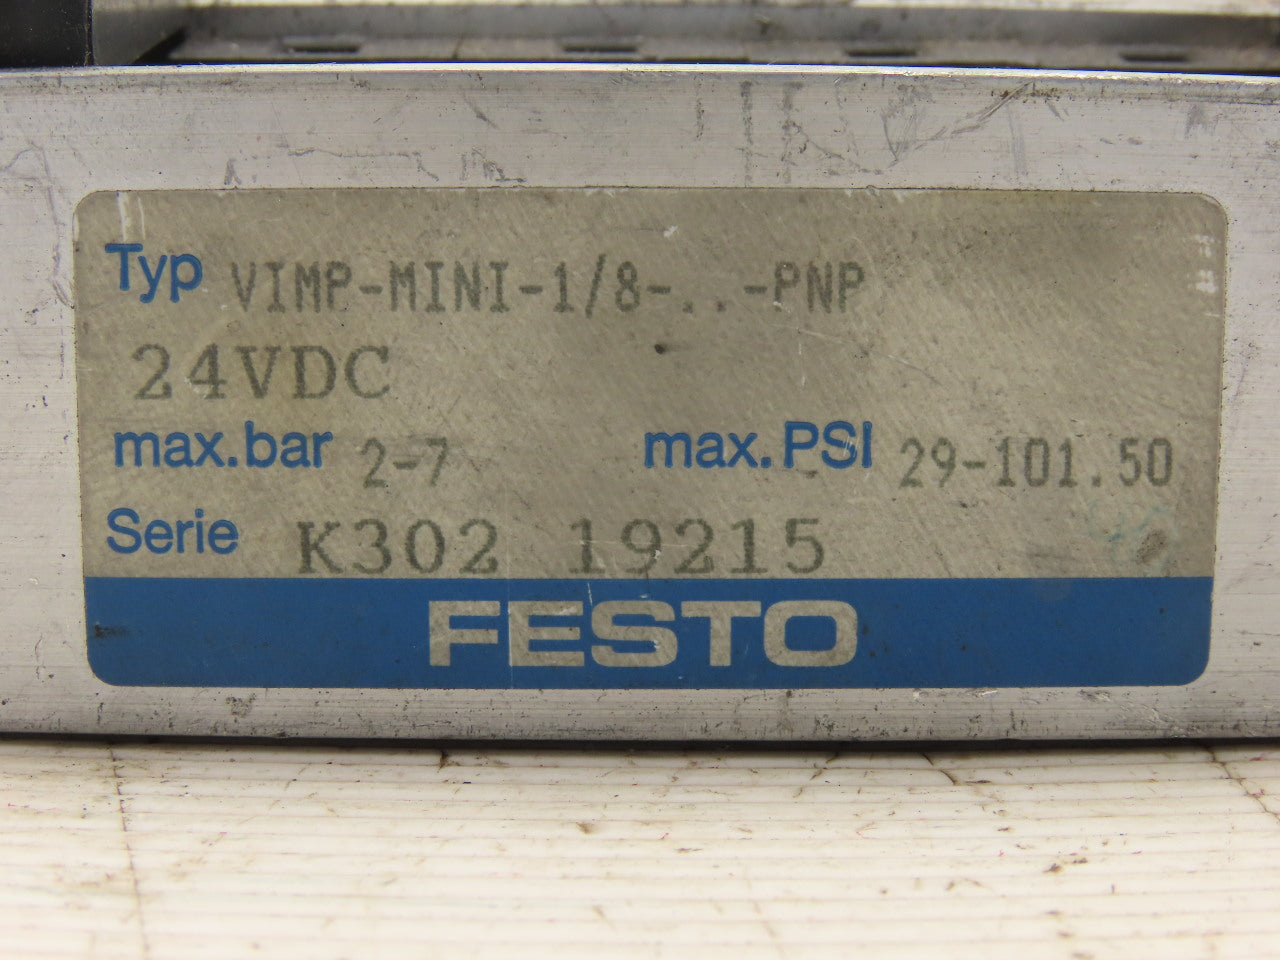 Typ VIMP-MINI-1/8-..-PNP
24VDC
max.bar 2-7 max.PSI 29-101.50
Serie K302 19215
FESTO